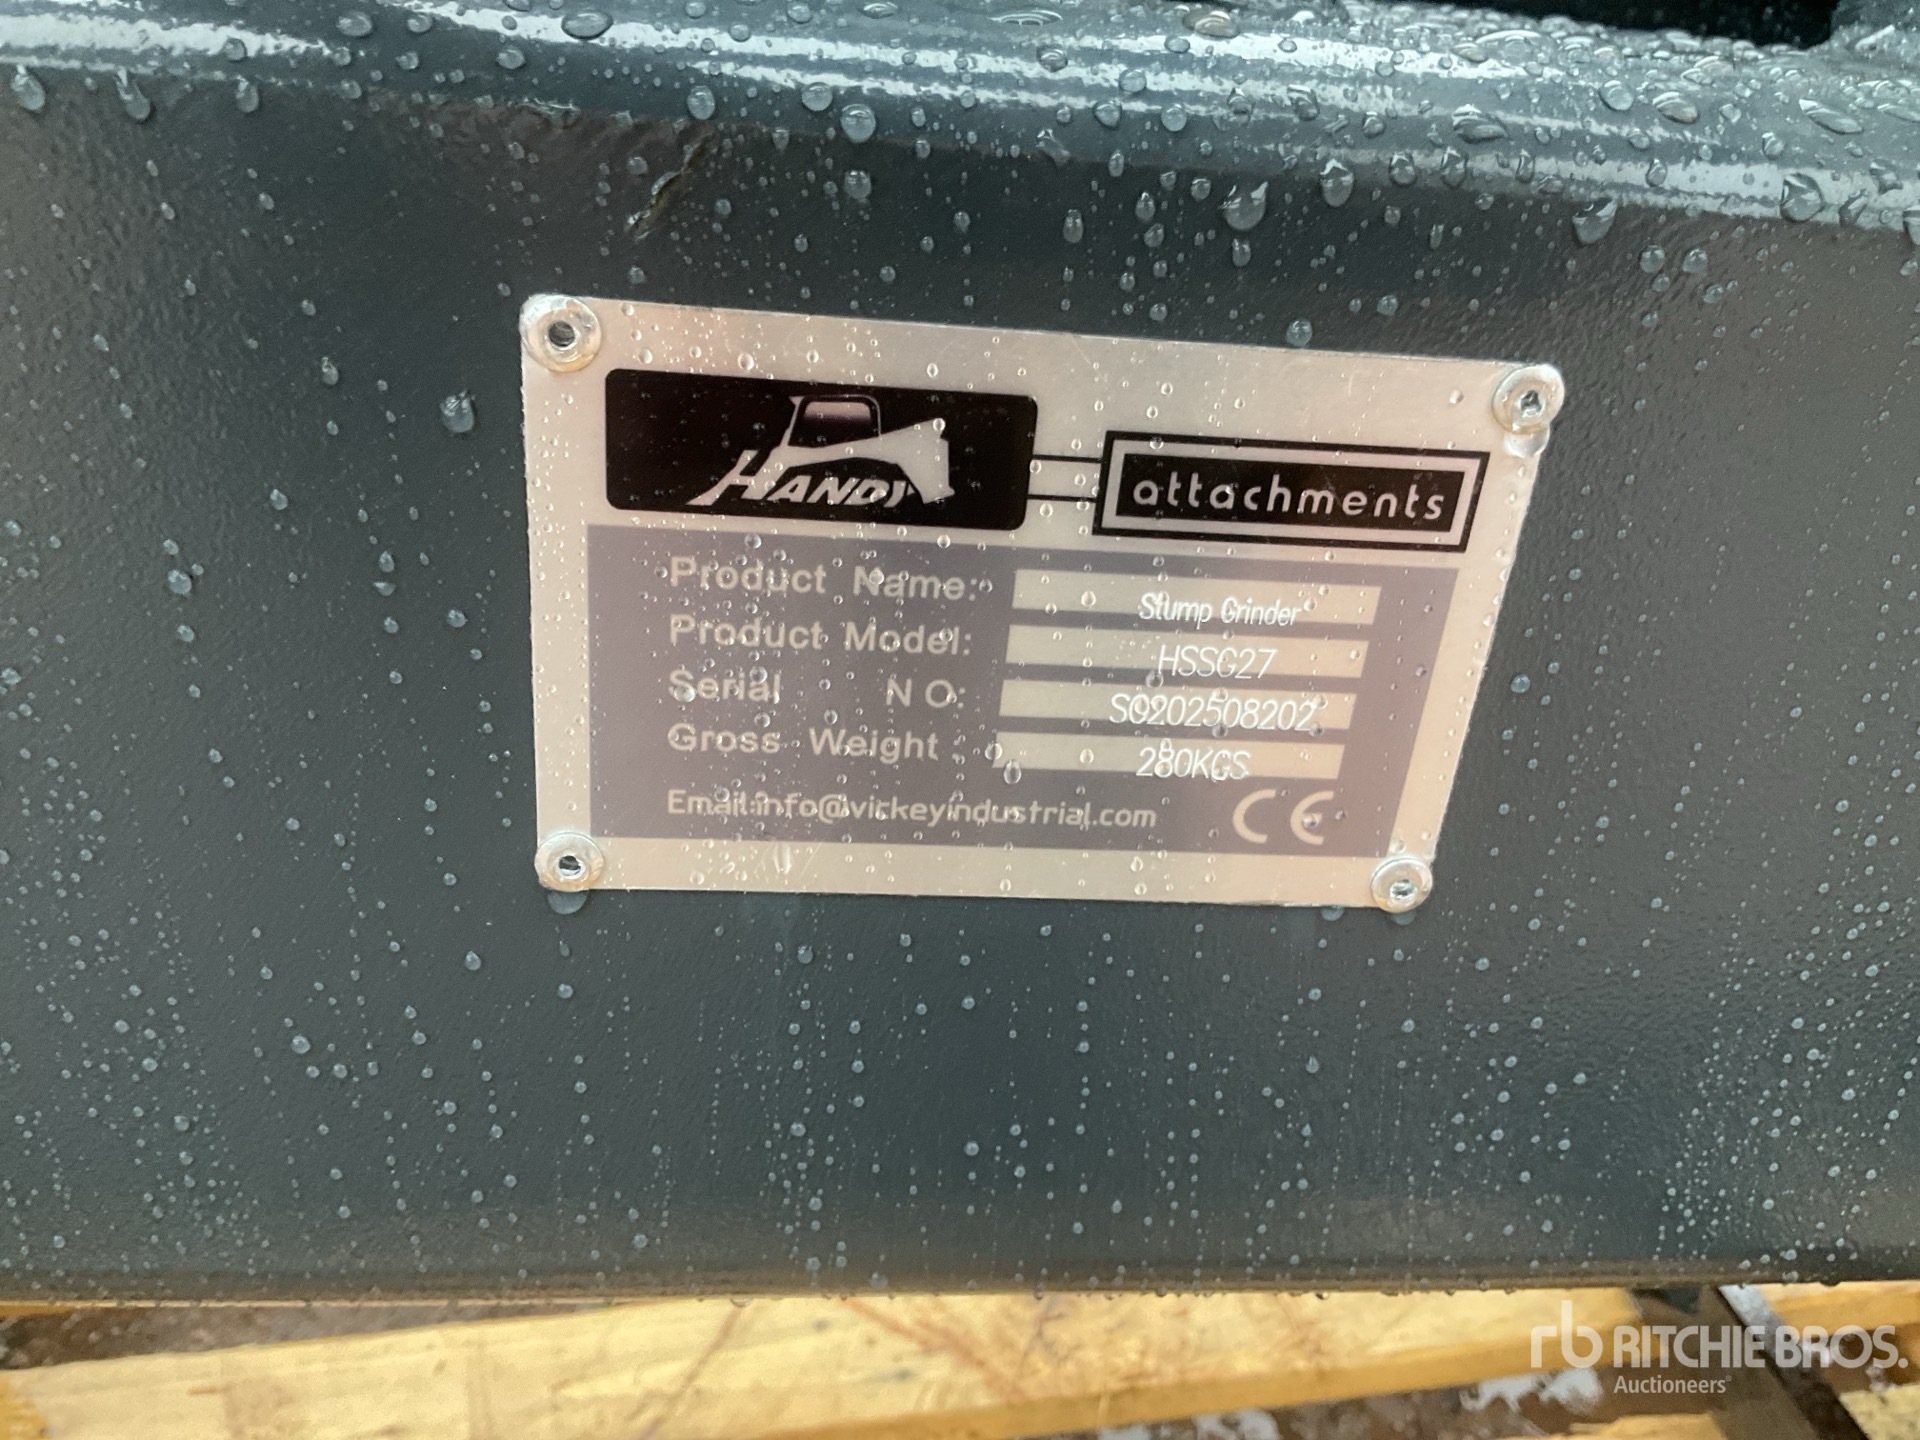 HANDY
attachments
Product Name: Stump Grinder
Product Model: HSSG27
Serial NO: S0202508202
Gross Weight : 280KGS
Email:info@vickeyindustrial.com CE
rb RITCHIE BROS.
Auctioneers